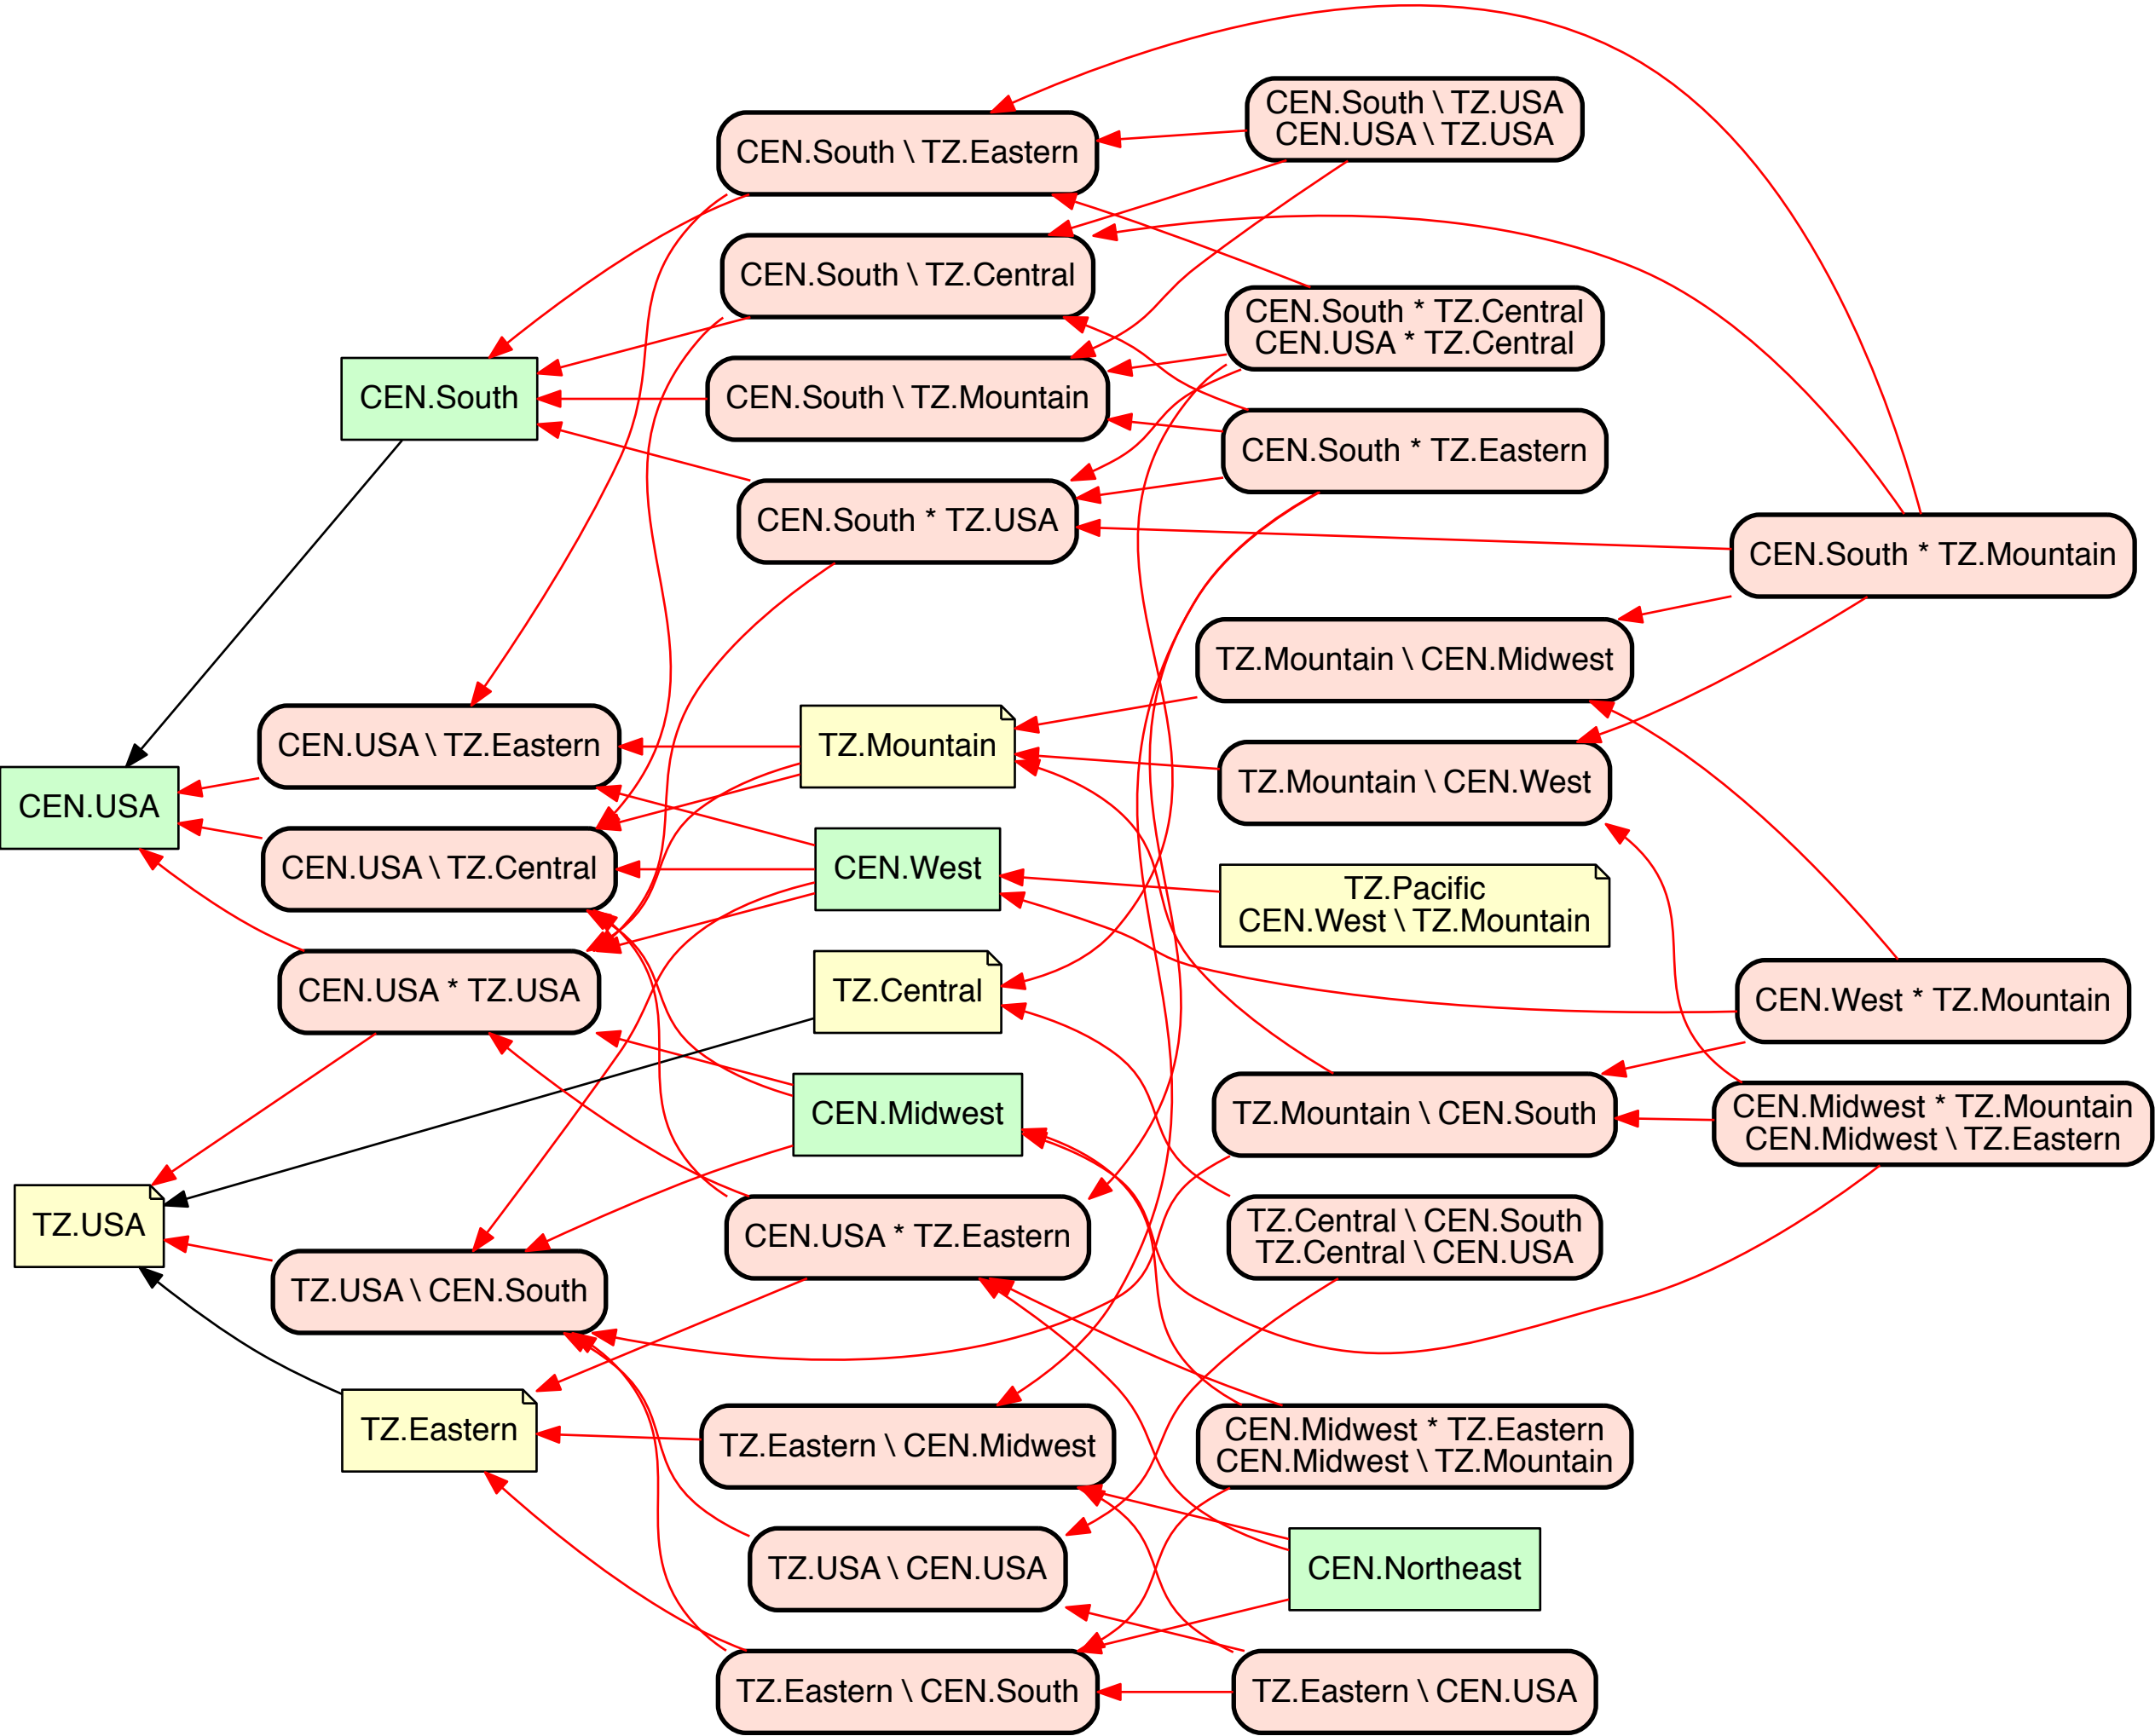 CEN.South \ TZ.USA
CEN.USA \ TZ.USA
CEN.South \ TZ.Eastern
CEN.South \ TZ.Central
CEN.South * TZ.Central
CEN.USA * TZ.Central
CEN.South
CEN.South \ TZ.Mountain
CEN.South * TZ.Eastern
CEN.South * TZ.USA
CEN.South * TZ.Mountain
TZ.Mountain \ CEN.Midwest
CEN.USA \ TZ.Eastern
TZ.Mountain
TZ.Mountain \ CEN.West
CEN.USA
CEN.USA \ TZ.Central
CEN.West
TZ.Pacific
CEN.West \ TZ.Mountain
CEN.USA * TZ.USA
TZ.Central
CEN.West * TZ.Mountain
CEN.Midwest
TZ.Mountain \ CEN.South
CEN.Midwest * TZ.Mountain
CEN.Midwest \ TZ.Eastern
TZ.USA
CEN.USA * TZ.Eastern
TZ.Central \ CEN.South
TZ.Central \ CEN.USA
TZ.USA \ CEN.South
TZ.Eastern
TZ.Eastern \ CEN.Midwest
CEN.Midwest * TZ.Eastern
CEN.Midwest \ TZ.Mountain
TZ.USA \ CEN.USA
CEN.Northeast
TZ.Eastern \ CEN.South
TZ.Eastern \ CEN.USA